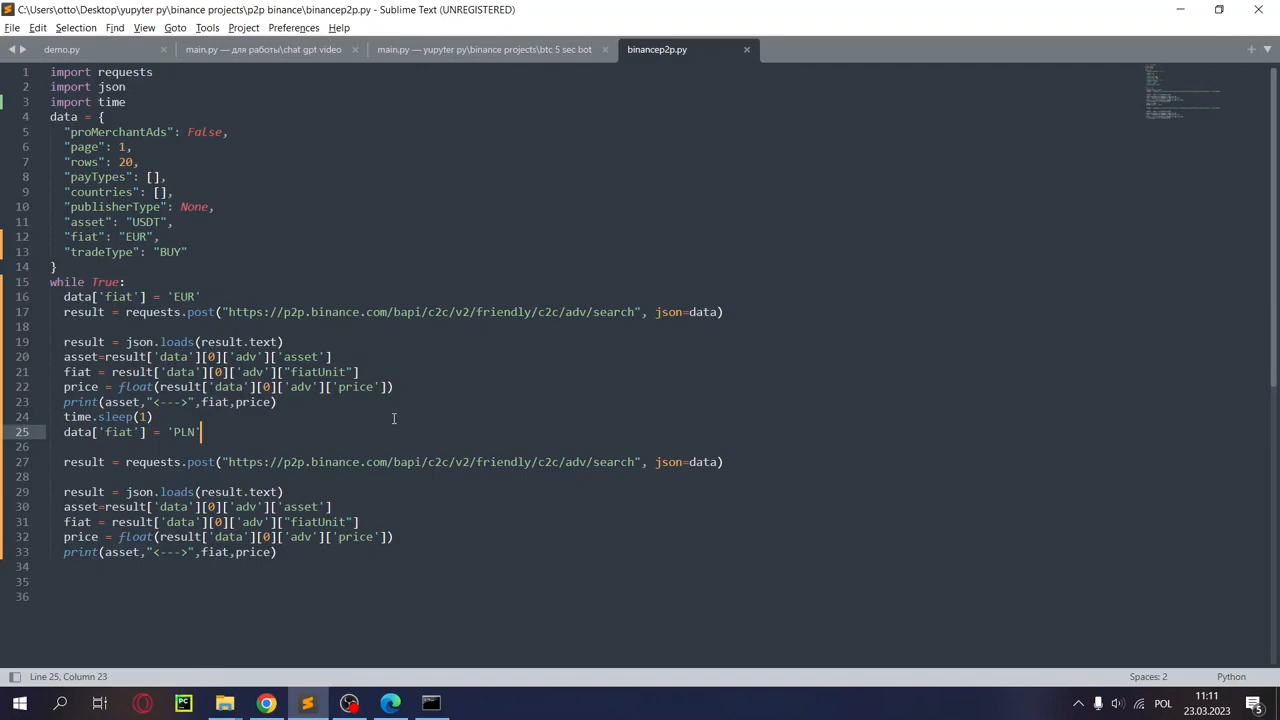 C:\Users\otto\Desktop\yupyter py\binance projects\p2p binance\binancep2p.py - Sublime Text (UNREGISTERED)
File Edit Selection Find View Goto Tools Project Preferences Help
demo.py main.py — для работы\chat gpt video main.py — yupyter py\binance projects\btc 5 sec bot binancep2p.py
1 import requests
2 import json
3 import time
4 data = {
5 "proMerchantAds": False,
6 "page": 1,
7 "rows": 20,
8 "payTypes": [],
9 "countries": [],
10 "publisherType": None,
11 "asset": "USDT",
12 "fiat": "EUR",
13 "tradeType": "BUY"
14 }
15 while True:
16 data['fiat'] = 'EUR'
17 result = requests.post("https://p2p.binance.com/bapi/c2c/v2/friendly/c2c/adv/search", json=data)
18
19 result = json.loads(result.text)
20 asset=result['data'][0]['adv']['asset']
21 fiat = result['data'][0]['adv']["fiatUnit"]
22 price = float(result['data'][0]['adv']['price'])
23 print(asset,"<--->",fiat,price)
24 time.sleep(1)
25 data['fiat'] = 'PLN'
26
27 result = requests.post("https://p2p.binance.com/bapi/c2c/v2/friendly/c2c/adv/search", json=data)
28
29 result = json.loads(result.text)
30 asset=result['data'][0]['adv']['asset']
31 fiat = result['data'][0]['adv']["fiatUnit"]
32 price = float(result['data'][0]['adv']['price'])
33 print(asset,"<--->",fiat,price)
34
35
36
Line 25, Column 23 Spaces: 2 Python
PC POL 11:11
23.03.2023 5